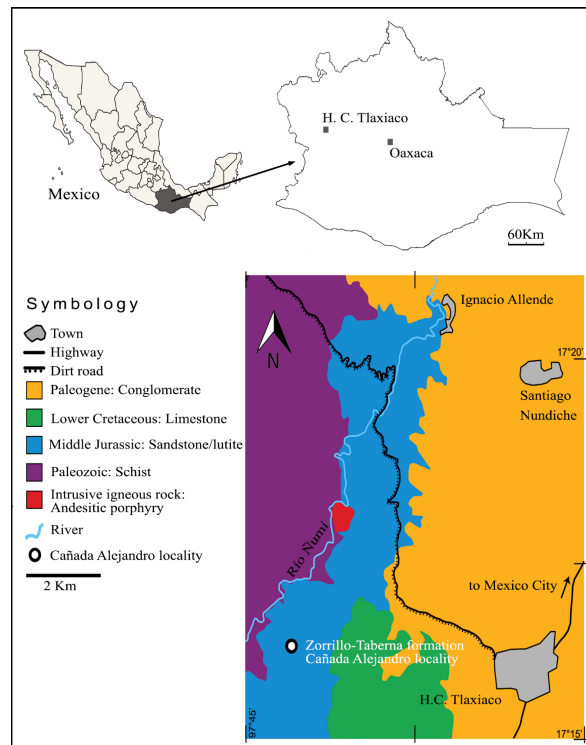 H. C. Tlaxiaco
Oaxaca
Mexico
60Km
Symbology
Town
Highway
Dirt road
Paleogene: Conglomerate
Lower Cretaceous: Limestone
Middle Jurassic: Sandstone/lutite
Paleozoic: Schist
Intrusive igneous rock:
Andesitic porphyry
River
Cañada Alejandro locality
2 Km
Ignacio Allende
N
17°20'
Santiago
Nundiche
Río Ñumí
to Mexico City
Zorrillo-Taberna formation
Cañada Alejandro locality
H.C. Tlaxiaco
97°45'
17°15'